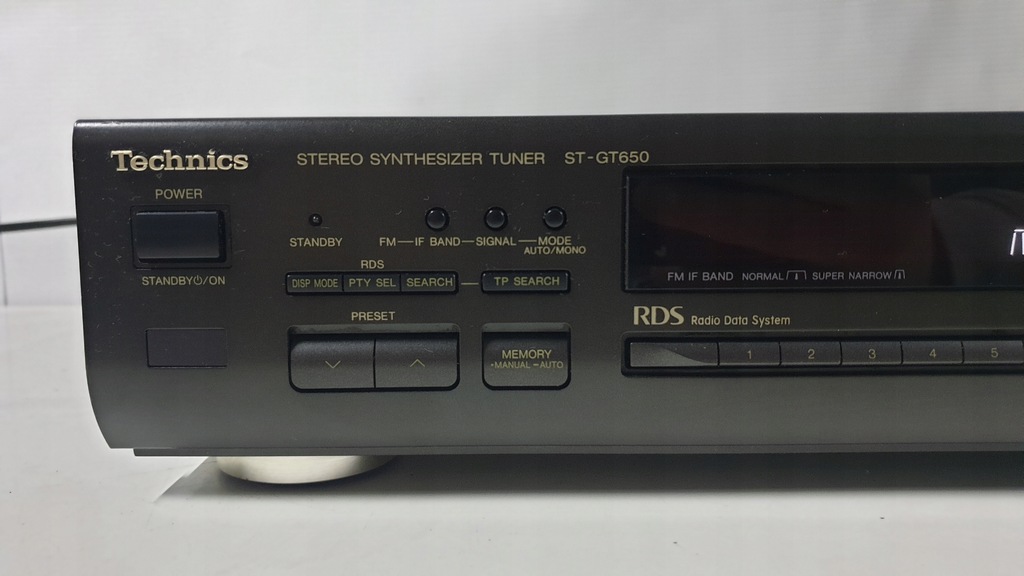 Technics
STEREO SYNTHESIZER TUNER ST-GT650
POWER
STANDBY⏻/ON
STANDBY
FM—IF BAND—SIGNAL—MODE
AUTO/MONO
RDS
DISP MODE PTY SEL SEARCH — TP SEARCH
PRESET
MEMORY
•MANUAL –AUTO
FM IF BAND NORMAL SUPER NARROW
RDS Radio Data System
1 2 3 4 5